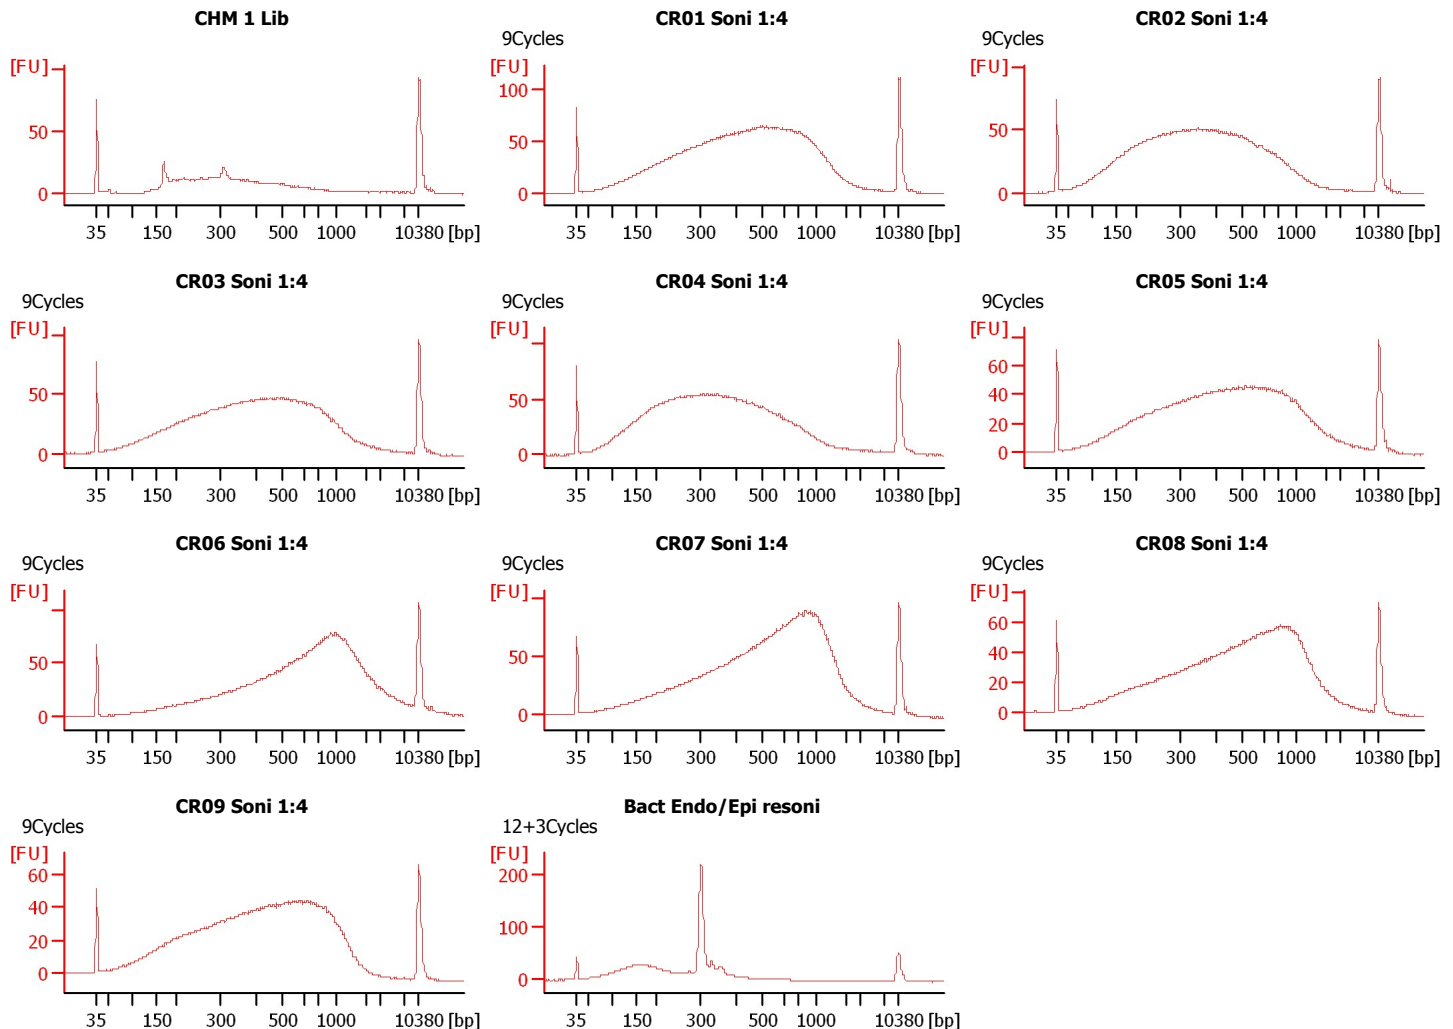 CHM 1 Lib
[FU]
50
0
35 150 300 500 1000 10380 [bp]
CR01 Soni 1:4
9Cycles
[FU]
100
50
0
35 150 300 500 1000 10380 [bp]
CR02 Soni 1:4
9Cycles
[FU]
50
0
35 150 300 500 1000 10380 [bp]
CR03 Soni 1:4
9Cycles
[FU]
50
0
35 150 300 500 1000 10380 [bp]
CR04 Soni 1:4
9Cycles
[FU]
50
0
35 150 300 500 1000 10380 [bp]
CR05 Soni 1:4
9Cycles
[FU]
60
40
20
0
35 150 300 500 1000 10380 [bp]
CR06 Soni 1:4
9Cycles
[FU]
50
0
35 150 300 500 1000 10380 [bp]
CR07 Soni 1:4
9Cycles
[FU]
50
0
35 150 300 500 1000 10380 [bp]
CR08 Soni 1:4
9Cycles
[FU]
60
40
20
0
35 150 300 500 1000 10380 [bp]
CR09 Soni 1:4
9Cycles
[FU]
60
40
20
0
35 150 300 500 1000 10380 [bp]
Bact Endo/Epi resoni
12+3Cycles
[FU]
200
100
0
35 150 300 500 1000 10380 [bp]